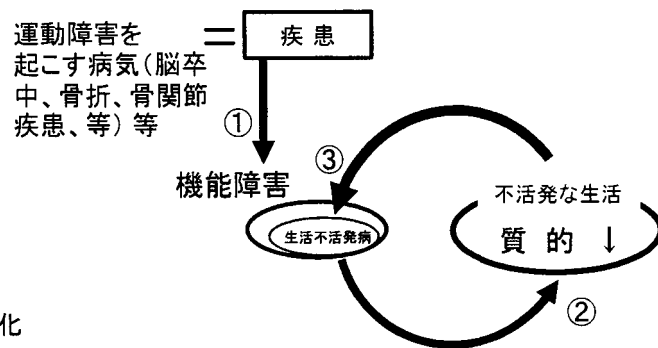 運動障害を
起こす病気(脳卒
中、骨折、骨関節
疾患、等)等
=
疾患
①
機能障害
③
生活不活発病
不活発な生活
質的 ↓
②
化